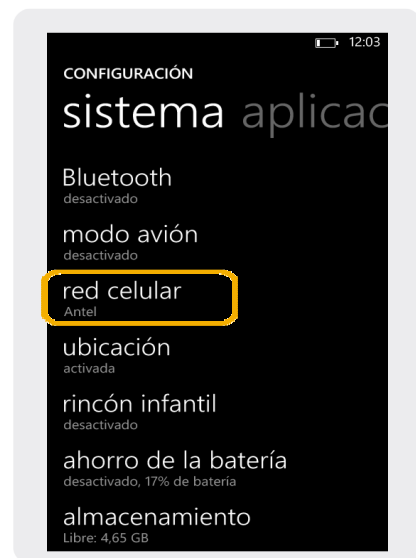 12:03
CONFIGURACIÓN
sistema aplicac
Bluetooth
desactivado
modo avión
desactivado
red celular
Antel
ubicación
activada
rincón infantil
desactivado
ahorro de la batería
desactivado, 17% de batería
almacenamiento
Libre: 4,65 GB